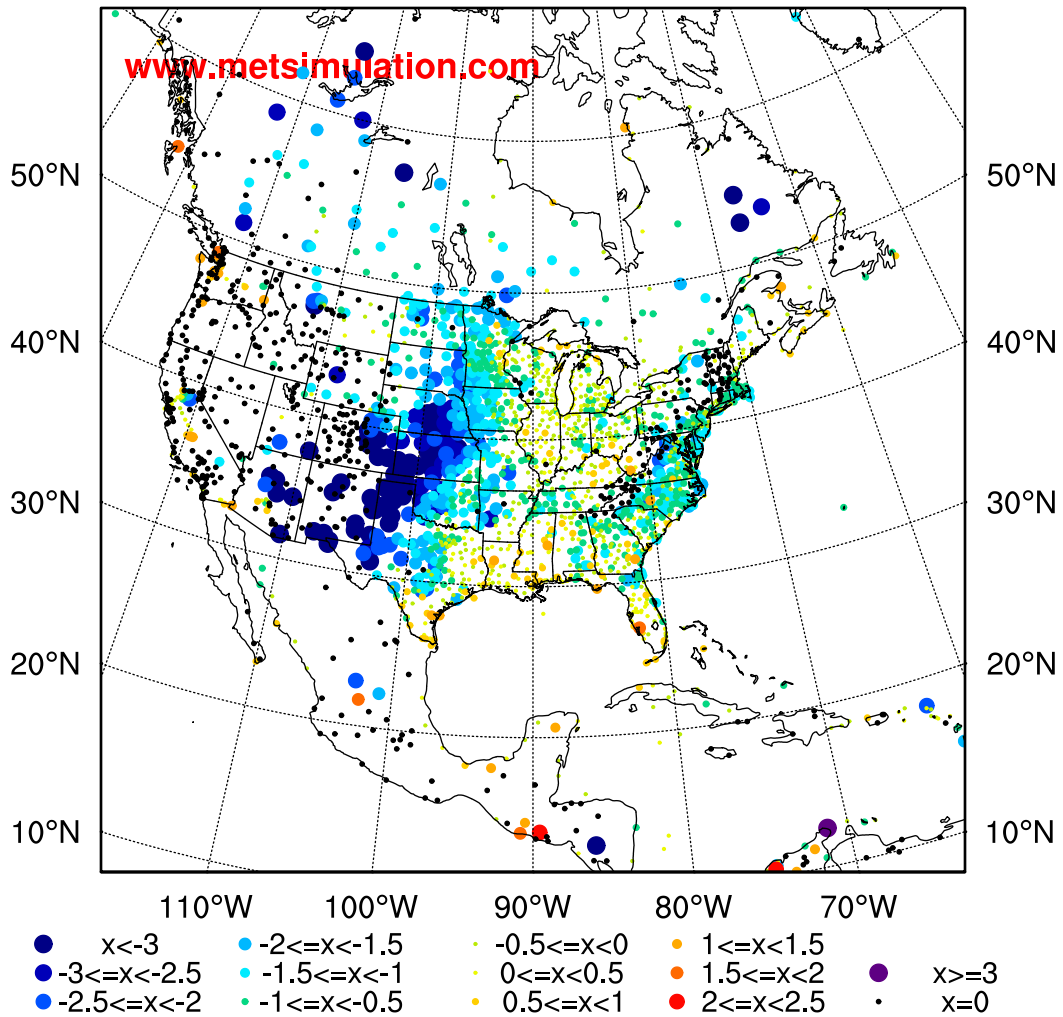 www.metsimulation.com
50°N 50°N
40°N 40°N
30°N 30°N
20°N 20°N
10°N 10°N
110°W 100°W 90°W 80°W 70°W
x<-3 -2<=x<-1.5 -0.5<=x<0 1<=x<1.5
-3<=x<-2.5 -1.5<=x<-1 0<=x<0.5 1.5<=x<2 x>=3
-2.5<=x<-2 -1<=x<-0.5 0.5<=x<1 2<=x<2.5 x=0